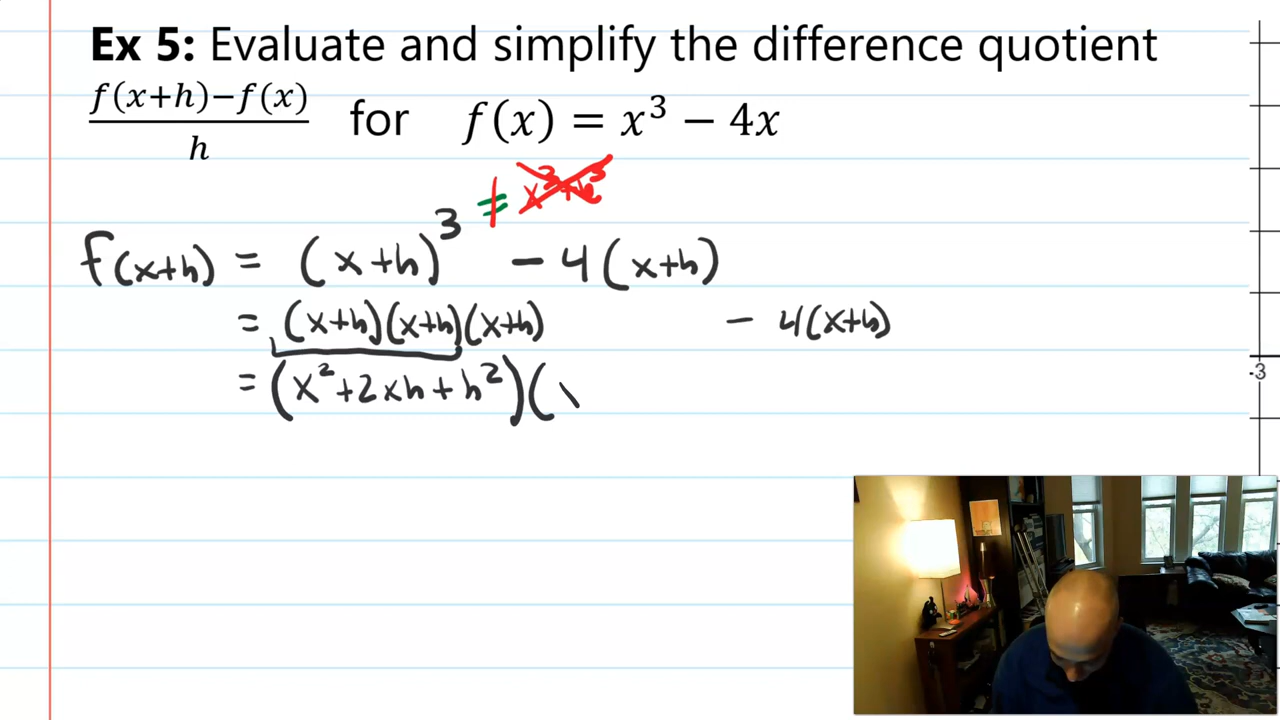 Ex 5: Evaluate and simplify the difference quotient
f(x+h)−f(x)
h
for f(x) = x³ − 4x
≠ x³+h³
f(x+h) = (x+h)³ − 4(x+h)
= (x+h)(x+h)(x+h) − 4(x+h)
= (x²+2xh+h²)(
-3